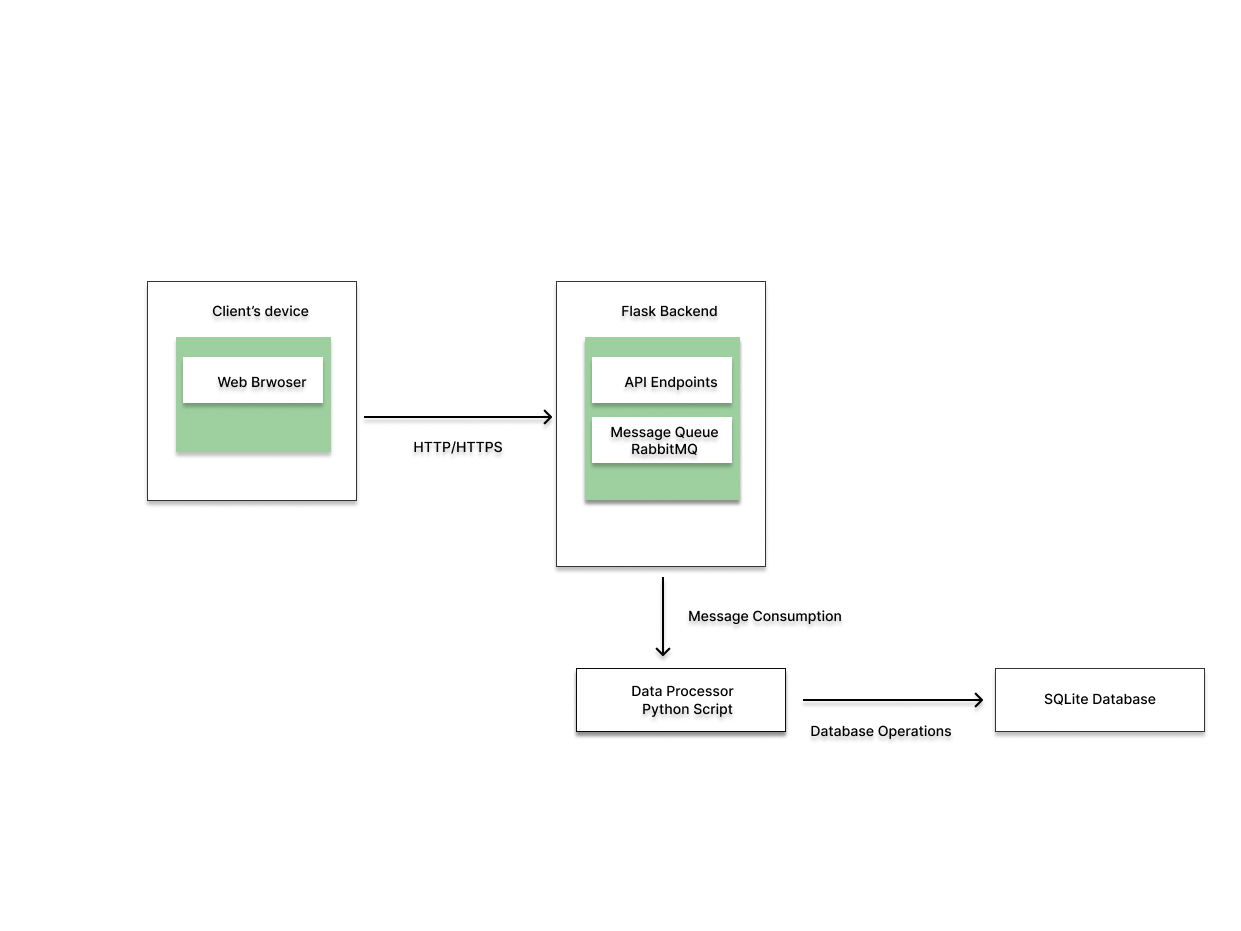 Client’s device
Web Brwoser
HTTP/HTTPS
Flask Backend
API Endpoints
Message Queue
RabbitMQ
Message Consumption
Data Processor
Python Script
Database Operations
SQLite Database